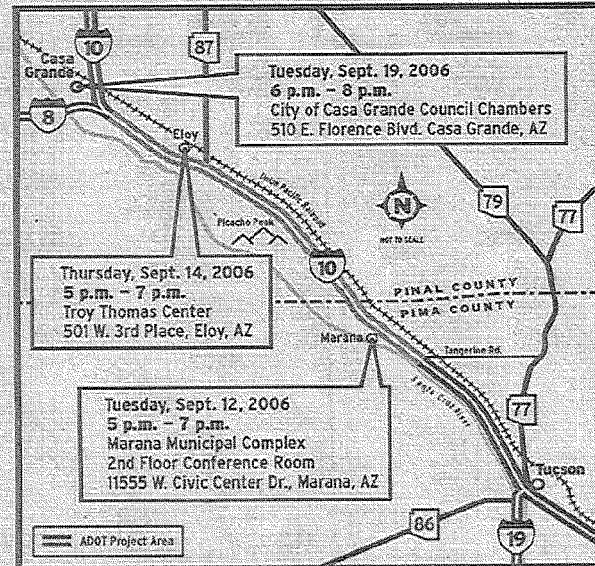 10
87
Casa
Grande
8
Tuesday, Sept. 19, 2006
6 p.m. – 8 p.m.
City of Casa Grande Council Chambers
510 E. Florence Blvd. Casa Grande, AZ
Eloy
Union Pacific Railroad
Picacho Peak
N
NOT TO SCALE
79
77
10
Thursday, Sept. 14, 2006
5 p.m. – 7 p.m.
Troy Thomas Center
501 W. 3rd Place, Eloy, AZ
PINAL COUNTY
PIMA COUNTY
Marana
Tangerine Rd.
Santa Cruz River
Tuesday, Sept. 12, 2006
5 p.m. – 7 p.m.
Marana Municipal Complex
2nd Floor Conference Room
11555 W. Civic Center Dr., Marana, AZ
77
Tucson
86
19
ADOT Project Area